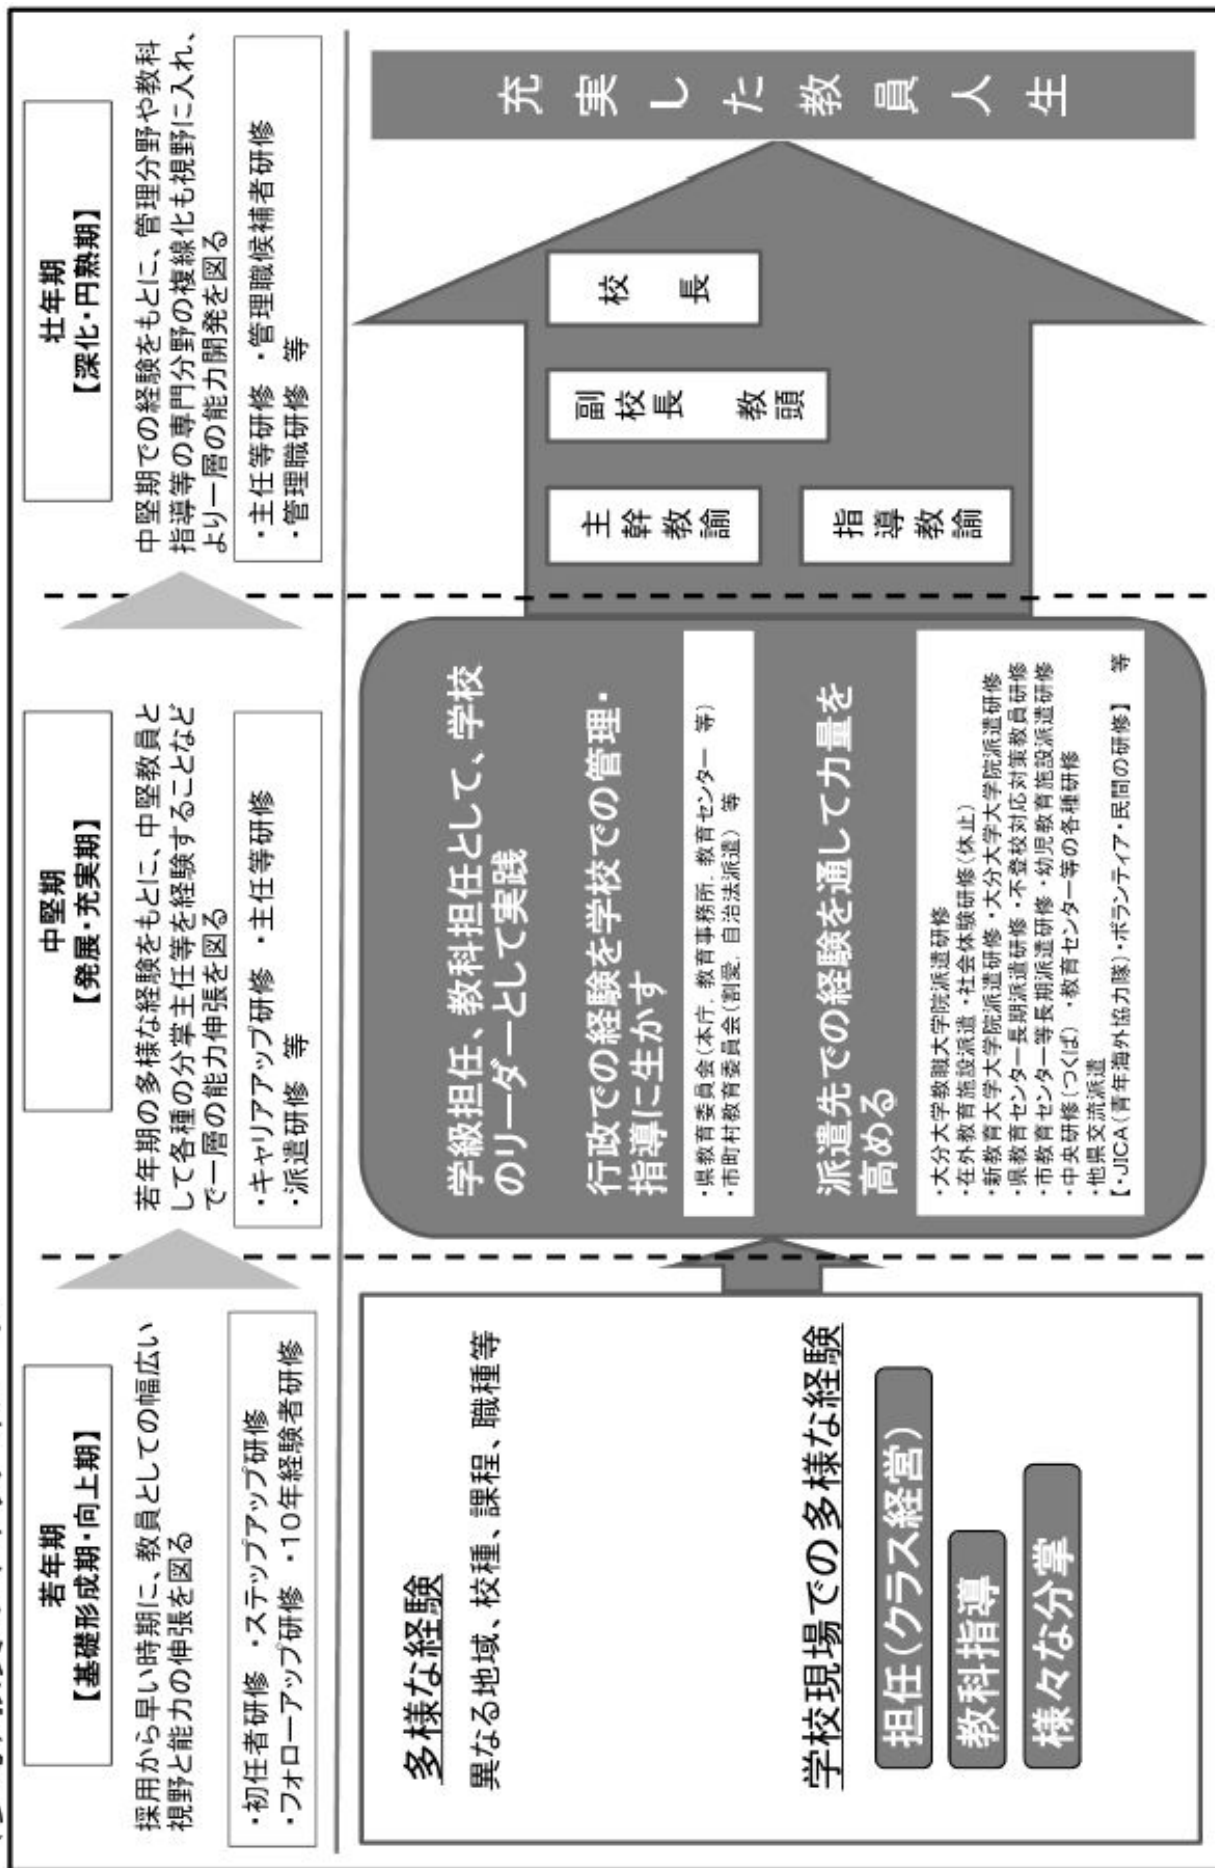 若年期
【基礎形成期・向上期】
採用から早い時期に、教員としての幅広い
視野と能力の伸張を図る
・初任者研修 ・ステップアップ研修
・フォローアップ研修 ・10年経験者研修
中堅期
【発展・充実期】
若年期の多様な経験をもとに、中堅教員と
して各種の分掌主任等を経験することなど
で一層の能力伸張を図る
・キャリアアップ研修 ・主任等研修
・派遣研修 等
壮年期
【深化・円熟期】
中堅期での経験をもとに、管理分野や教科
指導等の専門分野の複線化も視野に入れ、
より一層の能力開発を図る
・主任等研修 ・管理職候補者研修
・管理職研修 等
多様な経験
異なる地域、校種、課程、職種等
学校現場での多様な経験
担任(クラス経営)
教科指導
様々な分掌
学級担任、教科担任として、学校
のリーダーとして実践
行政での経験を学校での管理・
指導に生かす
・県教育委員会(本庁、教育事務所、教育センター 等)
・市町村教育委員会(割愛、自治法派遣) 等
派遣先での経験を通して力量を
高める
・大分大学教職大学院派遣研修
・在外教育施設派遣 ・社会体験研修(休止)
・新教育大学大学院派遣研修 ・大分大学大学院派遣研修
・県教育センター長期派遣研修 ・不登校対応対策教員研修
・市教育センター等長期派遣研修 ・幼児教育施設派遣研修
・中央研修(つくば) ・教育センター等の各種研修
・他県交流派遣
【・JICA(青年海外協力隊)・ボランティア・民間の研修】 等
主幹教諭
指導教諭
副校長 教頭
校長
充実した教員人生